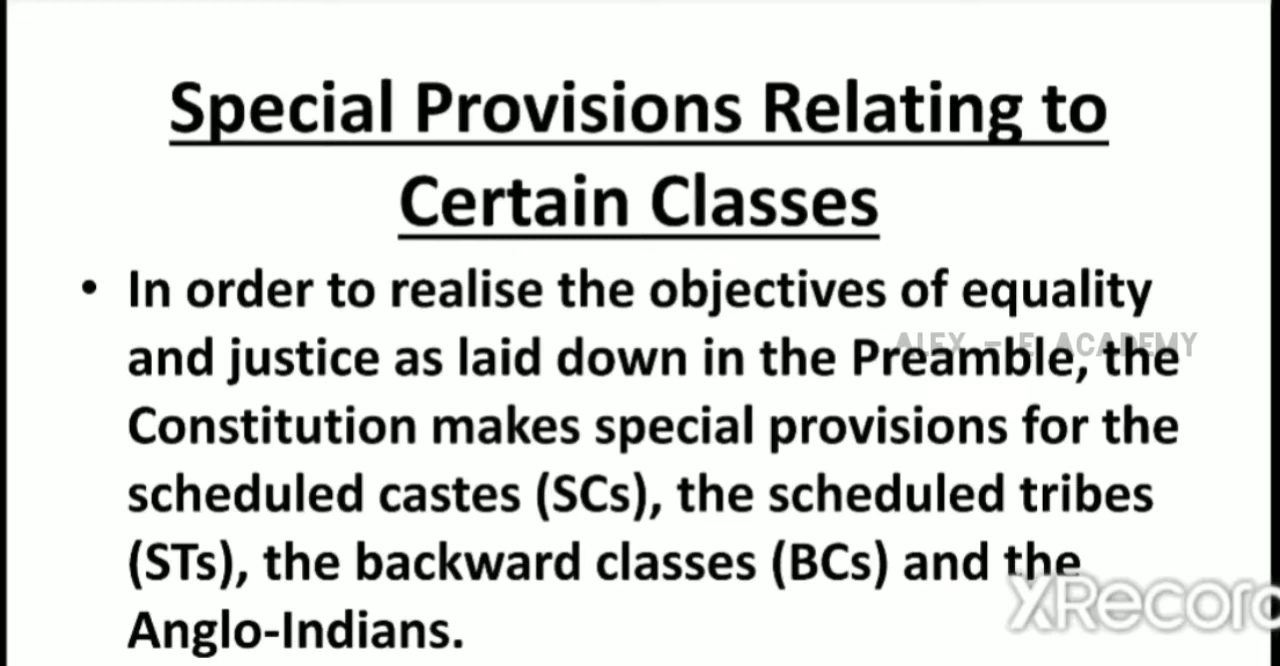 Special Provisions Relating to
Certain Classes
• In order to realise the objectives of equality
ALEX - E ACADEMY
and justice as laid down in the Preamble, the
Constitution makes special provisions for the
scheduled castes (SCs), the scheduled tribes
(STs), the backward classes (BCs) and the
XRecord
Anglo-Indians.